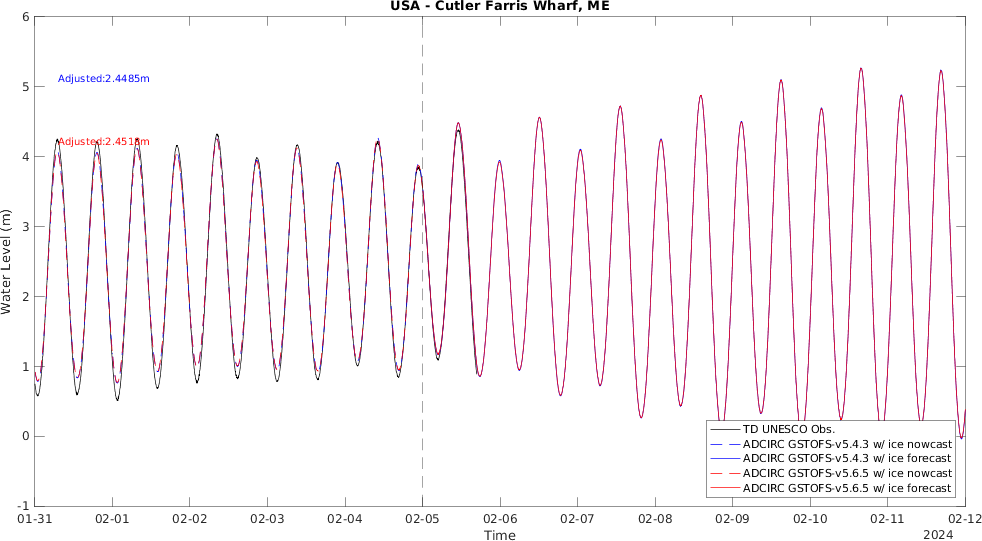 USA - Cutler Farris Wharf, ME
6
5
4
3
2
1
0
-1
Water Level (m)
Adjusted:2.4485m
TD UNESCO Obs.
ADCIRC GSTOFS-v5.4.3 w/ ice nowcast
ADCIRC GSTOFS-v5.4.3 w/ ice forecast
ADCIRC GSTOFS-v5.6.5 w/ ice nowcast
ADCIRC GSTOFS-v5.6.5 w/ ice forecast
01-31 02-01 02-02 02-03 02-04 02-05 02-06 02-07 02-08 02-09 02-10 02-11 02-12
Time
2024